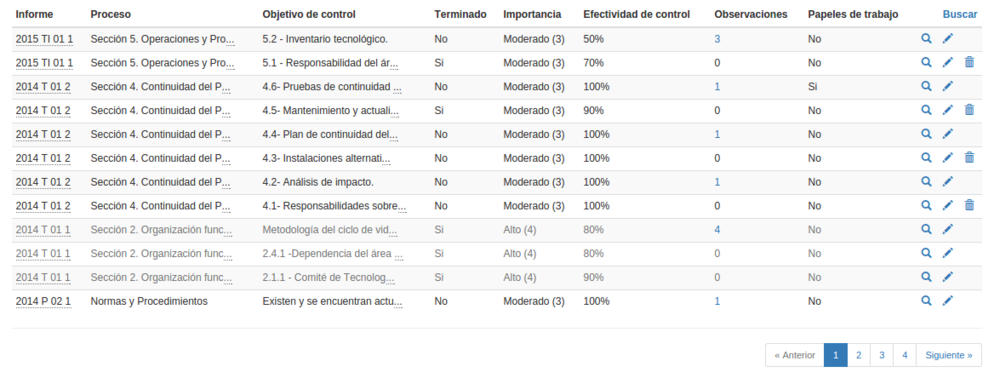 Informe Proceso Objetivo de control Terminado Importancia Efectividad de control Observaciones Papeles de trabajo Buscar
2015 TI 01 1 Sección 5. Operaciones y Pro... 5.2 - Inventario tecnológico. No Moderado (3) 50% 3 No
2015 TI 01 1 Sección 5. Operaciones y Pro... 5.1 - Responsabilidad del ár... Si Moderado (3) 70% 0 No
2014 T 01 2 Sección 4. Continuidad del P... 4.6- Pruebas de continuidad ... No Moderado (3) 100% 1 Si
2014 T 01 2 Sección 4. Continuidad del P... 4.5- Mantenimiento y actuali... Si Moderado (3) 90% 0 No
2014 T 01 2 Sección 4. Continuidad del P... 4.4- Plan de continuidad del... No Moderado (3) 100% 1 No
2014 T 01 2 Sección 4. Continuidad del P... 4.3- Instalaciones alternati... No Moderado (3) 100% 0 No
2014 T 01 2 Sección 4. Continuidad del P... 4.2- Análisis de impacto. No Moderado (3) 100% 1 No
2014 T 01 2 Sección 4. Continuidad del P... 4.1- Responsabilidades sobre... No Moderado (3) 100% 0 No
2014 T 01 1 Sección 2. Organización func... Metodología del ciclo de vid... Si Alto (4) 80% 4 No
2014 T 01 1 Sección 2. Organización func... 2.4.1 -Dependencia del área ... Si Alto (4) 80% 0 No
2014 T 01 1 Sección 2. Organización func... 2.1.1 - Comité de Tecnolog... Si Alto (4) 90% 0 No
2014 P 02 1 Normas y Procedimientos Existen y se encuentran actu... No Moderado (3) 100% 1 No
« Anterior 1 2 3 4 Siguiente »